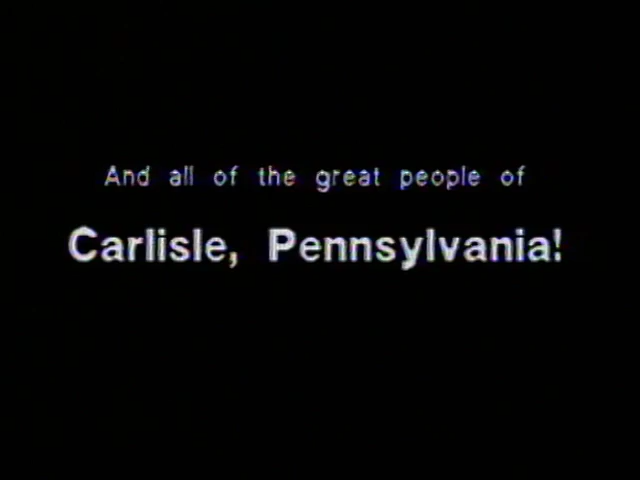 And all of the great people of
Carlisle, Pennsylvania!